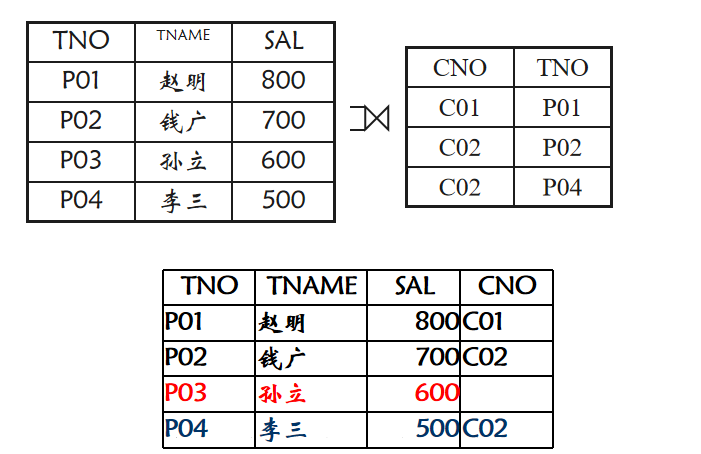 TNO TNAME SAL
P01 赵明 800
P02 钱广 700
P03 孙立 600
P04 李三 500
CNO TNO
C01 P01
C02 P02
C02 P04
TNO TNAME SAL CNO
P01 赵明 800 C01
P02 钱广 700 C02
P03 孙立 600
P04 李三 500 C02